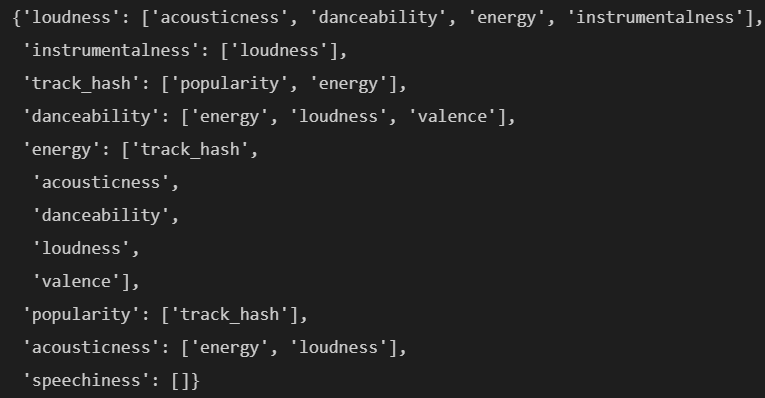 {'loudness': ['acousticness', 'danceability', 'energy', 'instrumentalness'],
 'instrumentalness': ['loudness'],
 'track_hash': ['popularity', 'energy'],
 'danceability': ['energy', 'loudness', 'valence'],
 'energy': ['track_hash',
  'acousticness',
  'danceability',
  'loudness',
  'valence'],
 'popularity': ['track_hash'],
 'acousticness': ['energy', 'loudness'],
 'speechiness': []}